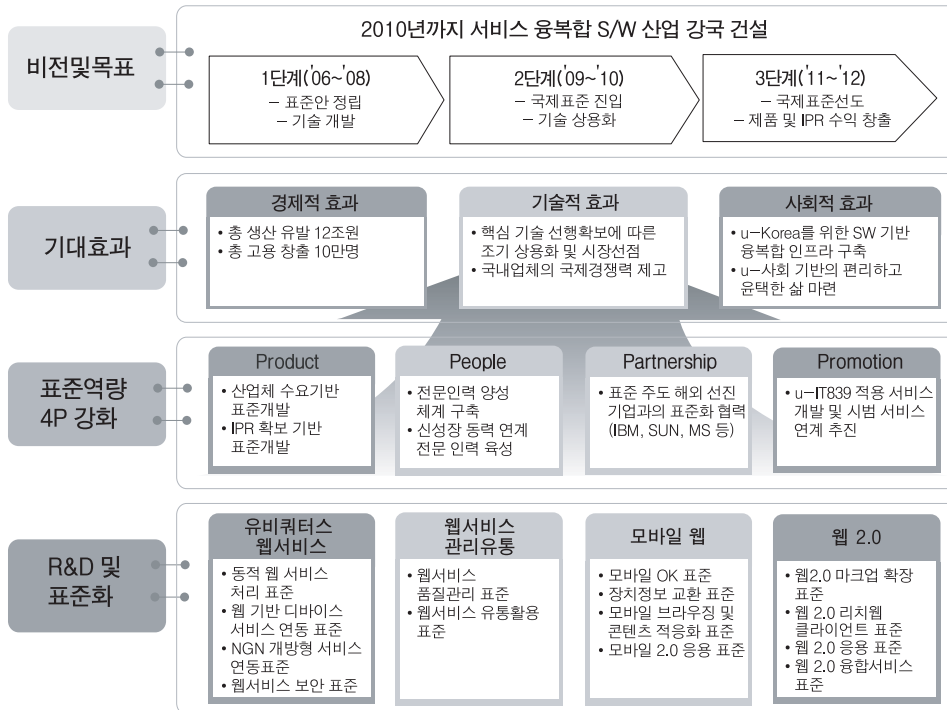 비전및목표
2010년까지 서비스 융복합 S/W 산업 강국 건설
1단계('06~'08)
– 표준안 정립
– 기술 개발
2단계('09~'10)
– 국제표준 진입
– 기술 상용화
3단계('11~'12)
– 국제표준선도
– 제품 및 IPR 수익 창출
기대효과
경제적 효과
• 총 생산 유발 12조원
• 총 고용 창출 10만명
기술적 효과
• 핵심 기술 선행확보에 따른
조기 상용화 및 시장선점
• 국내업체의 국제경쟁력 제고
사회적 효과
• u–Korea를 위한 SW 기반
융복합 인프라 구축
• u–사회 기반의 편리하고
윤택한 삶 마련
표준역량
4P 강화
Product
• 산업체 수요기반
표준개발
• IPR 확보 기반
표준개발
People
• 전문인력 양성
체계 구축
• 신성장 동력 연계
전문 인력 육성
Partnership
• 표준 주도 해외 선진
기업과의 표준화 협력
(IBM, SUN, MS 등)
Promotion
• u–IT839 적용 서비스
개발 및 시범 서비스
연계 추진
R&D 및
표준화
유비쿼터스
웹서비스
• 동적 웹 서비스
처리 표준
• 웹 기반 디바이스
서비스 연동 표준
• NGN 개방형 서비스
연동표준
• 웹서비스 보안 표준
웹서비스
관리유통
• 웹서비스
품질관리 표준
• 웹서비스 유통활용
표준
모바일 웹
• 모바일 OK 표준
• 장치정보 교환 표준
• 모바일 브라우징 및
콘텐츠 적응화 표준
• 모바일 2.0 응용 표준
웹 2.0
• 웹2.0 마크업 확장
표준
• 웹 2.0 리치웹
클라이언트 표준
• 웹 2.0 응용 표준
• 웹 2.0 융합서비스
표준